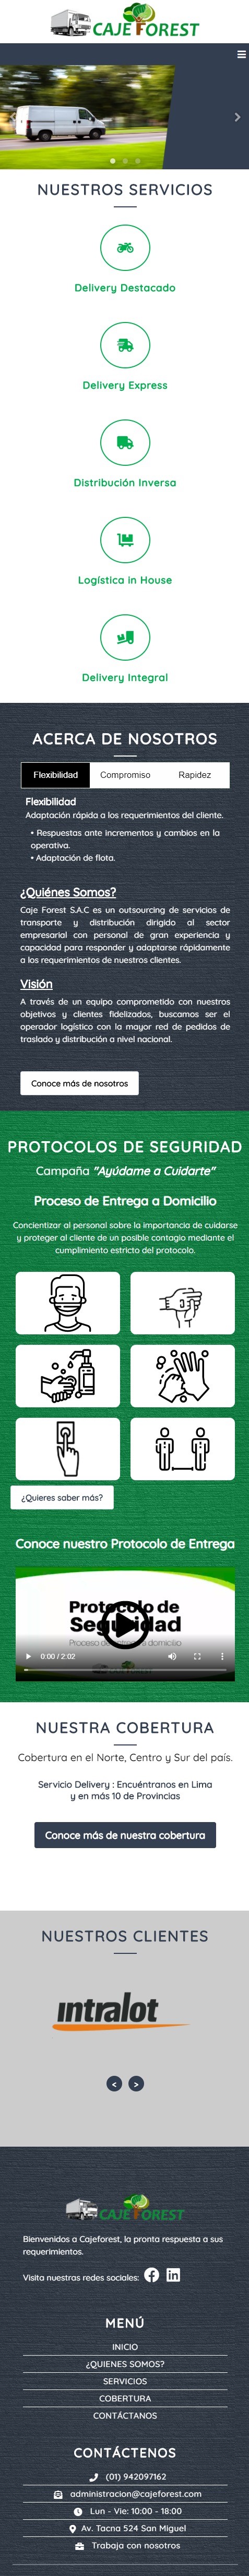 CAJE FOREST
NUESTROS SERVICIOS
Delivery Destacado
Delivery Express
Distribución Inversa
Logística in House
Delivery Integral
ACERCA DE NOSOTROS
Flexibilidad Compromiso Rapidez
Flexibilidad
Adaptación rápida a los requerimientos del cliente.
• Respuestas ante incrementos y cambios en la
operativa.
• Adaptación de flota.
¿Quiénes Somos?
Caje Forest S.A.C es un outsourcing de servicios de
transporte y distribución dirigido al sector
empresarial con personal de gran experiencia y
capacidad para responder y adaptarse rápidamente
a los requerimientos de nuestros clientes.
Visión
A través de un equipo comprometido con nuestros
objetivos y clientes fidelizados, buscamos ser el
operador logístico con la mayor red de pedidos de
traslado y distribución a nivel nacional.
Conoce más de nosotros
PROTOCOLOS DE SEGURIDAD
Campaña "Ayúdame a Cuidarte"
Proceso de Entrega a Domicilio
Concientizar al personal sobre la importancia de cuidarse
y proteger al cliente de un posible contagio mediante el
cumplimiento estricto del protocolo.
¿Quieres saber más?
Conoce nuestro Protocolo de Entrega
Protocolo de
Seguridad
Proceso de entrega a domicilio
0:00 / 2:02
CAJE FOREST
NUESTRA COBERTURA
Cobertura en el Norte, Centro y Sur del país.
Servicio Delivery : Encuéntranos en Lima
y en más 10 de Provincias
Conoce más de nuestra cobertura
NUESTROS CLIENTES
intralot
< >
CAJE FOREST
Bienvenidos a Cajeforest, la pronta respuesta a sus
requerimientos.
Visita nuestras redes sociales:
MENÚ
INICIO
¿QUIENES SOMOS?
SERVICIOS
COBERTURA
CONTÁCTANOS
CONTÁCTENOS
(01) 942097162
administracion@cajeforest.com
Lun - Vie: 10:00 - 18:00
Av. Tacna 524 San Miguel
Trabaja con nosotros